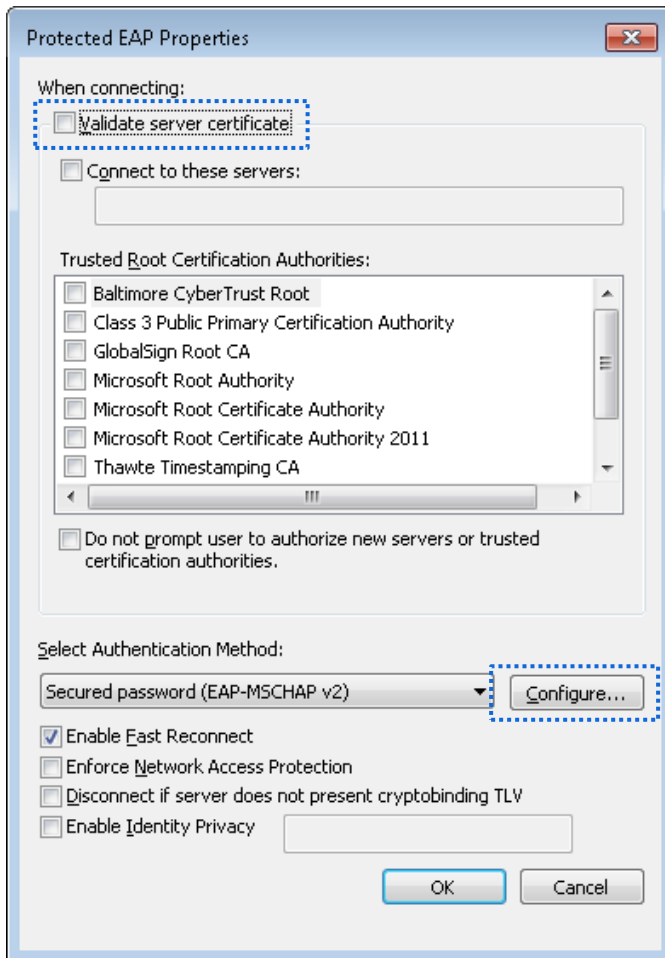 Protected EAP Properties
When connecting:
Validate server certificate
Connect to these servers:
Trusted Root Certification Authorities:
Baltimore CyberTrust Root
Class 3 Public Primary Certification Authority
GlobalSign Root CA
Microsoft Root Authority
Microsoft Root Certificate Authority
Microsoft Root Certificate Authority 2011
Thawte Timestamping CA
Do not prompt user to authorize new servers or trusted
certification authorities.
Select Authentication Method:
Secured password (EAP-MSCHAP v2) Configure...
Enable Fast Reconnect
Enforce Network Access Protection
Disconnect if server does not present cryptobinding TLV
Enable Identity Privacy
OK Cancel